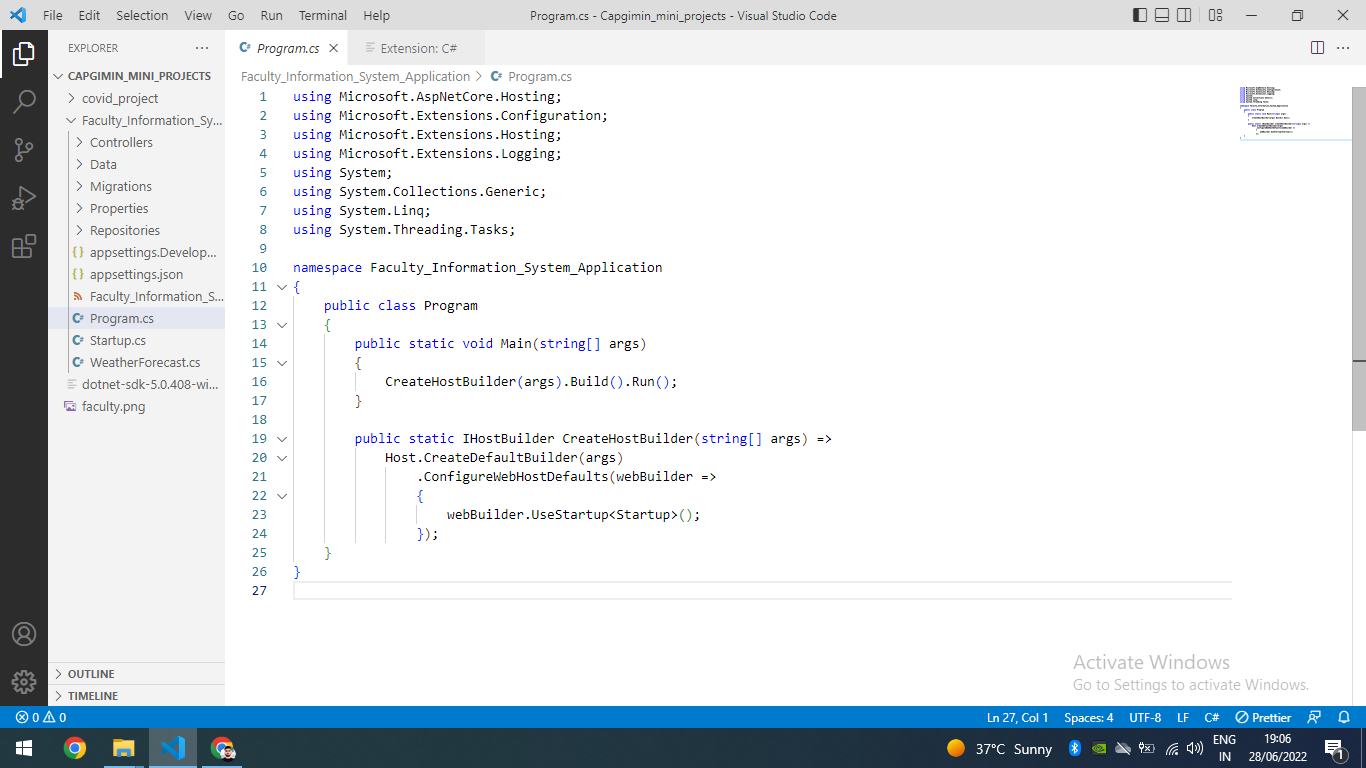 File Edit Selection View Go Run Terminal Help
Program.cs - Capgimin_mini_projects - Visual Studio Code
EXPLORER
CAPGIMIN_MINI_PROJECTS
covid_project
Faculty_Information_Sy...
Controllers
Data
Migrations
Properties
Repositories
appsettings.Develop...
appsettings.json
Faculty_Information_S...
Program.cs
Startup.cs
WeatherForecast.cs
dotnet-sdk-5.0.408-wi...
faculty.png
OUTLINE
TIMELINE
Program.cs
Extension: C#
Faculty_Information_System_Application > Program.cs
1 using Microsoft.AspNetCore.Hosting;
2 using Microsoft.Extensions.Configuration;
3 using Microsoft.Extensions.Hosting;
4 using Microsoft.Extensions.Logging;
5 using System;
6 using System.Collections.Generic;
7 using System.Linq;
8 using System.Threading.Tasks;
9
10 namespace Faculty_Information_System_Application
11 {
12 public class Program
13 {
14 public static void Main(string[] args)
15 {
16 CreateHostBuilder(args).Build().Run();
17 }
18
19 public static IHostBuilder CreateHostBuilder(string[] args) =>
20 Host.CreateDefaultBuilder(args)
21 .ConfigureWebHostDefaults(webBuilder =>
22 {
23 webBuilder.UseStartup<Startup>();
24 });
25 }
26 }
27
Activate Windows
Go to Settings to activate Windows.
0 0
Ln 27, Col 1 Spaces: 4 UTF-8 LF C# Prettier
37°C Sunny
ENG
IN
19:06
28/06/2022
1